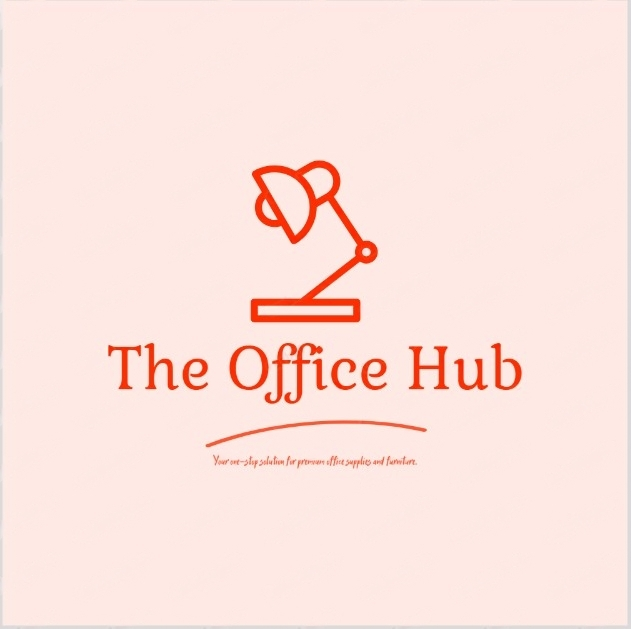 The Office Hub
Your one-stop solution for premium office supplies and furniture.